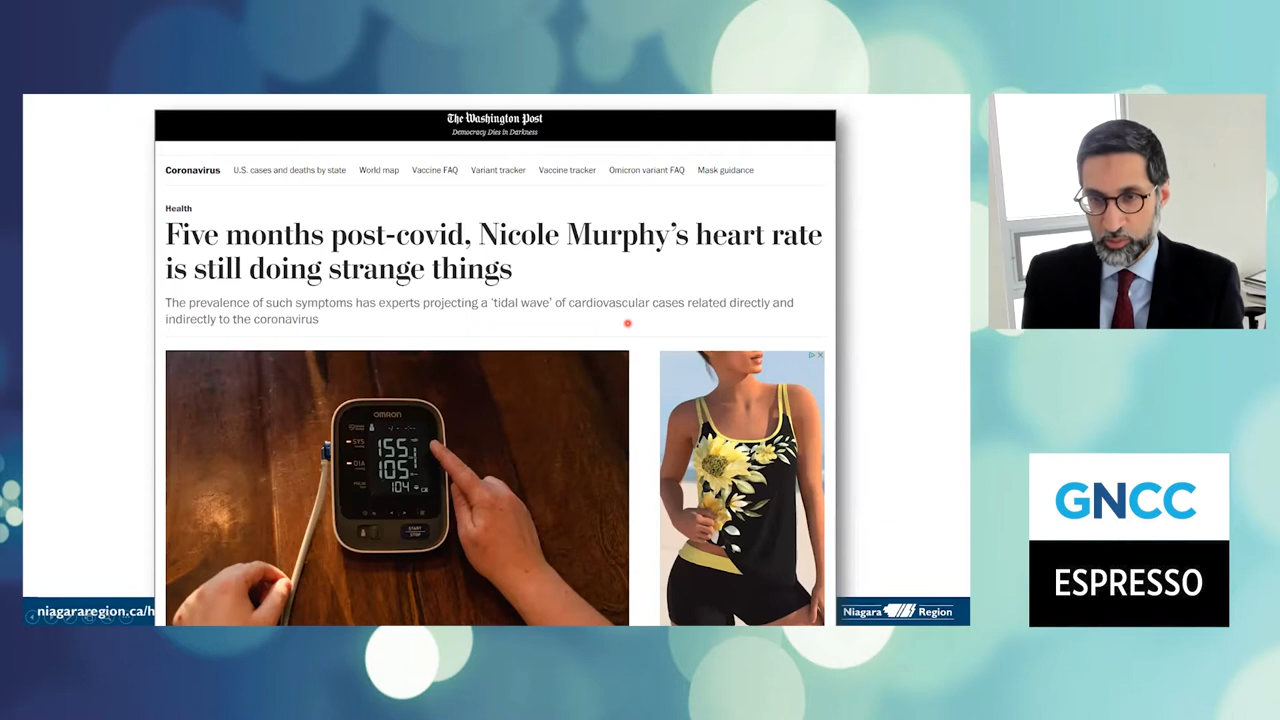 The Washington Post
Democracy Dies in Darkness
Coronavirus U.S. cases and deaths by state World map Vaccine FAQ Variant tracker Vaccine tracker Omicron variant FAQ Mask guidance
Health
Five months post-covid, Nicole Murphy's heart rate
is still doing strange things
The prevalence of such symptoms has experts projecting a 'tidal wave' of cardiovascular cases related directly and
indirectly to the coronavirus
OMRON
SYS
155
DIA
105
PULSE
104
START
STOP
niagararegion.ca/h
Niagara Region
GNCC
ESPRESSO